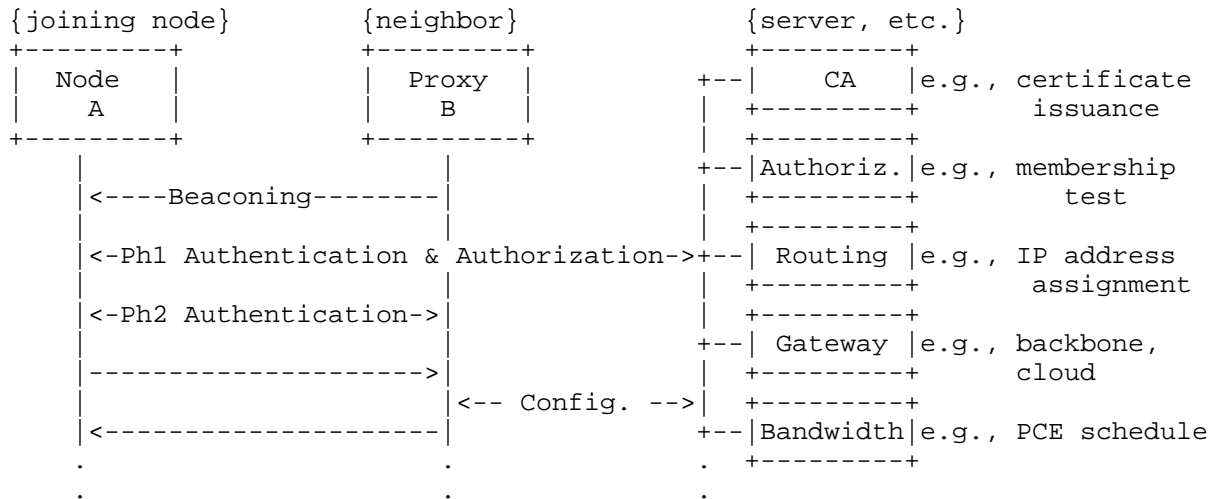 {joining node} {neighbor} {server, etc.}
Node Proxy CA e.g., certificate
A B issuance
Authoriz. e.g., membership
<----Beaconing-------- test
<-Ph1 Authentication & Authorization-> Routing e.g., IP address
assignment
<-Ph2 Authentication->
Gateway e.g., backbone,
cloud
<-- Config. -->
Bandwidth e.g., PCE schedule